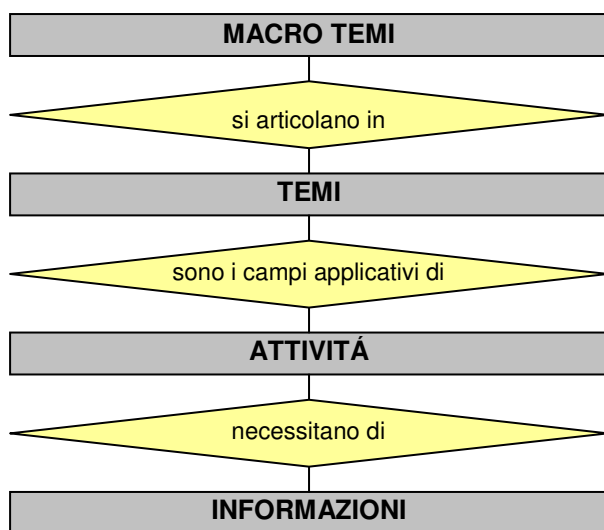 MACRO TEMI
si articolano in
TEMI
sono i campi applicativi di
ATTIVITÁ
necessitano di
INFORMAZIONI